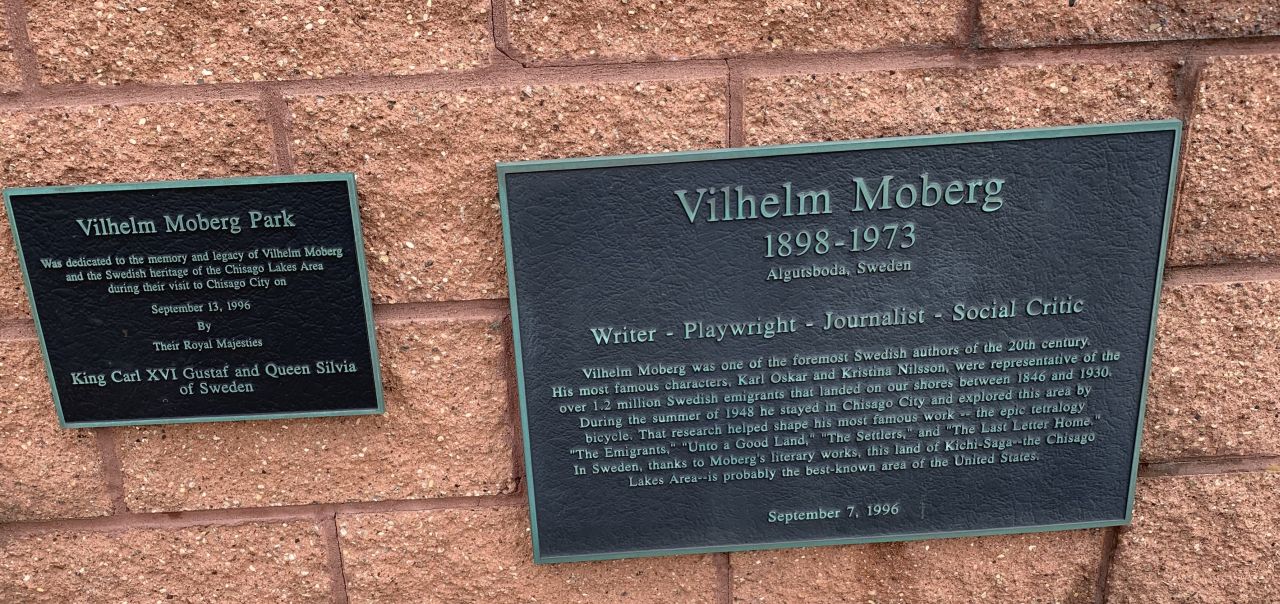 Vilhelm Moberg Park
Was dedicated to the memory and legacy of Vilhelm Moberg
and the Swedish heritage of the Chisago Lakes Area
during their visit to Chisago City on
September 13, 1996
By
Their Royal Majesties
King Carl XVI Gustaf and Queen Silvia
of Sweden
Vilhelm Moberg
1898-1973
Algutsboda, Sweden
Writer - Playwright - Journalist - Social Critic
Vilhelm Moberg was one of the foremost Swedish authors of the 20th century.
His most famous characters, Karl Oskar and Kristina Nilsson, were representative of the
over 1.2 million Swedish emigrants that landed on our shores between 1846 and 1930.
During the summer of 1948 he stayed in Chisago City and explored this area by
bicycle. That research helped shape his most famous work -- the epic tetralogy
"The Emigrants," "Unto a Good Land," "The Settlers," and "The Last Letter Home."
In Sweden, thanks to Moberg's literary works, this land of Kichi-Saga--the Chisago
Lakes Area--is probably the best-known area of the United States.
September 7, 1996